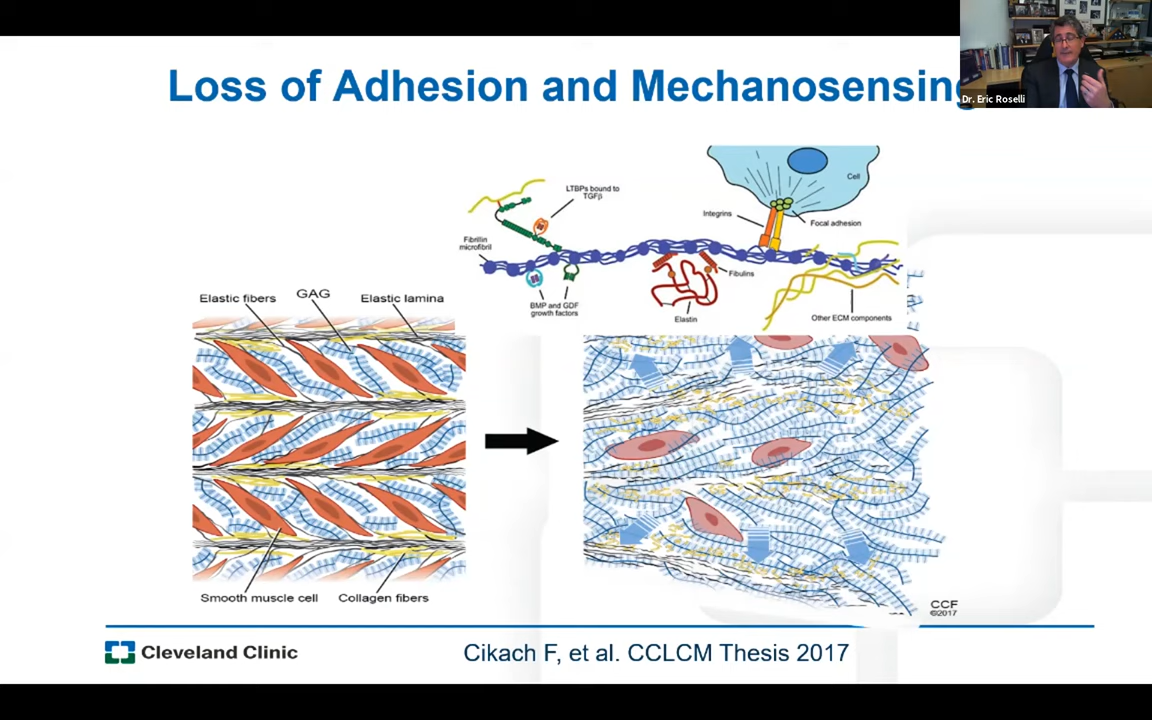 Loss of Adhesion and Mechanosensing
Dr. Eric Roselli
LTBPs bound to
TGFβ
Cell
Integrins
Focal adhesion
Fibrillin
microfibril
Fibulins
BMP and GDF
growth factors
Elastin
Other ECM components
Elastic fibers
GAG
Elastic lamina
Smooth muscle cell
Collagen fibers
CCF
©2017
Cleveland Clinic
Cikach F, et al. CCLCM Thesis 2017